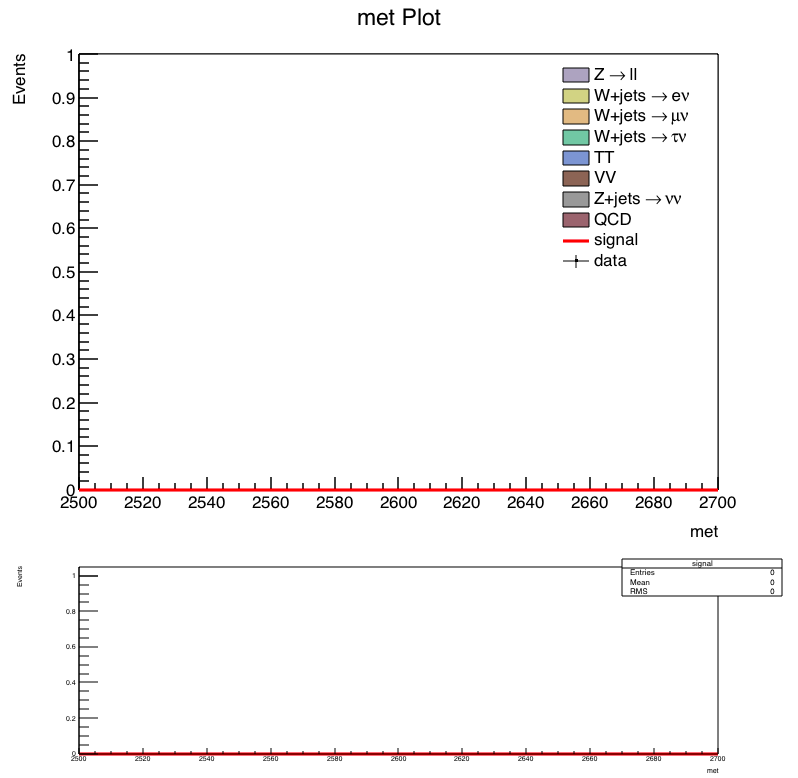 met Plot
Events
1
0.9
0.8
0.7
0.6
0.5
0.4
0.3
0.2
0.1
0
Z → ll
W+jets → eν
W+jets → μν
W+jets → τν
TT
VV
Z+jets → νν
QCD
signal
data
2500 2520 2540 2560 2580 2600 2620 2640 2660 2680 2700
met
Events
signal
Entries 0
Mean 0
RMS 0
1
0.8
0.6
0.4
0.2
0
2500 2520 2540 2560 2580 2600 2620 2640 2660 2680 2700
met